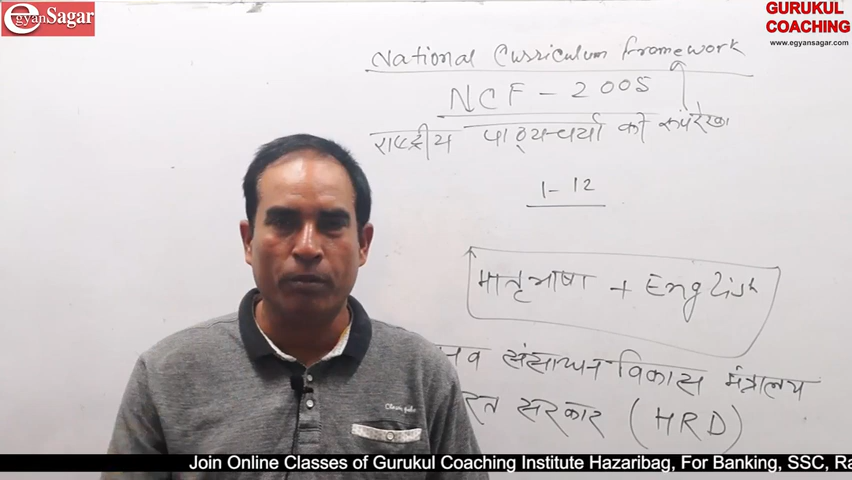 egyanSagar
GURUKUL
COACHING
www.egyansagar.com
National Curriculum Framework
NCF - 2005
राष्ट्रीय पाठ्यचर्या की रूपरेखा
1-12
मातृभाषा + English
नव संसाधन विकास मंत्रालय
रत सरकार (HRD)
Join Online Classes of Gurukul Coaching Institute Hazaribag, For Banking, SSC, Ra